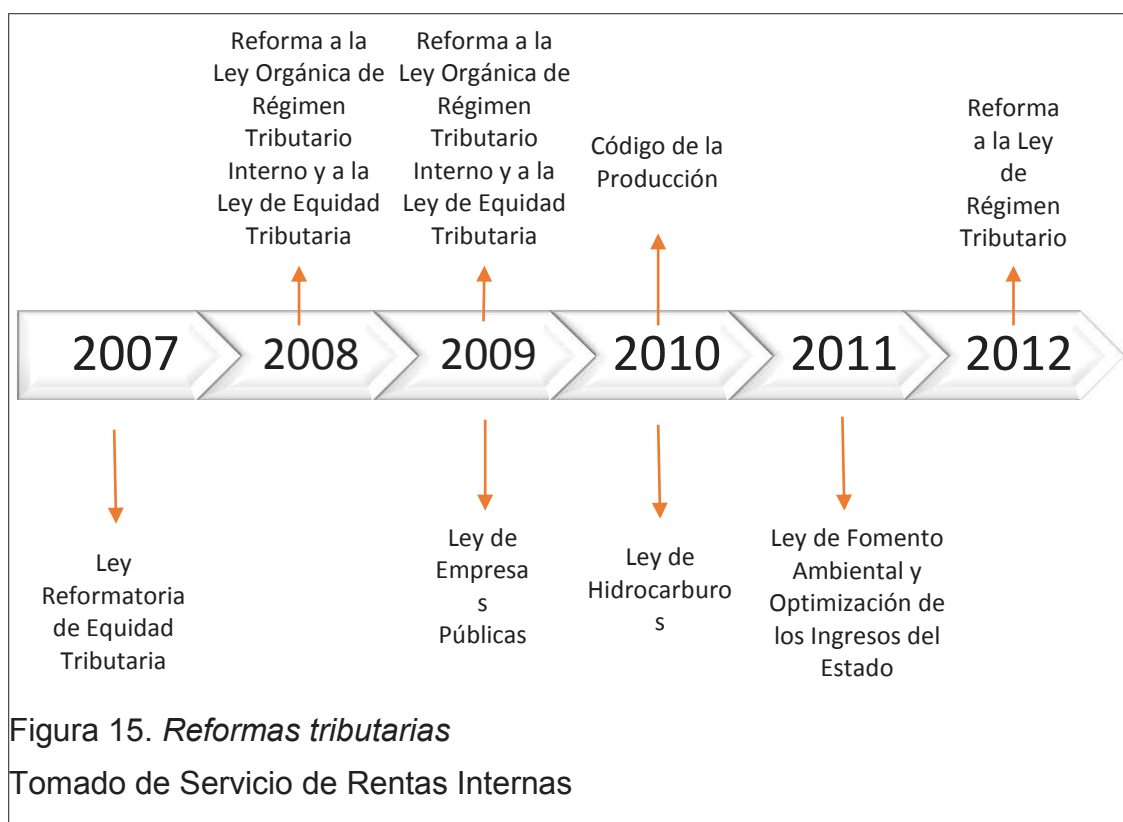 Reforma a la
Ley Orgánica de
Régimen
Tributario
Interno y a la
Ley de Equidad
Tributaria
Reforma a la
Ley Orgánica de
Régimen
Tributario
Interno y a la
Ley de Equidad
Tributaria
Código de la
Producción
Reforma
a la Ley
de
Régimen
Tributario
2007
2008
2009
2010
2011
2012
Ley
Reformatoria
de Equidad
Tributaria
Ley de
Empresa
s
Públicas
Ley de
Hidrocarburo
s
Ley de Fomento
Ambiental y
Optimización de
los Ingresos del
Estado
Figura 15. Reformas tributarias
Tomado de Servicio de Rentas Internas